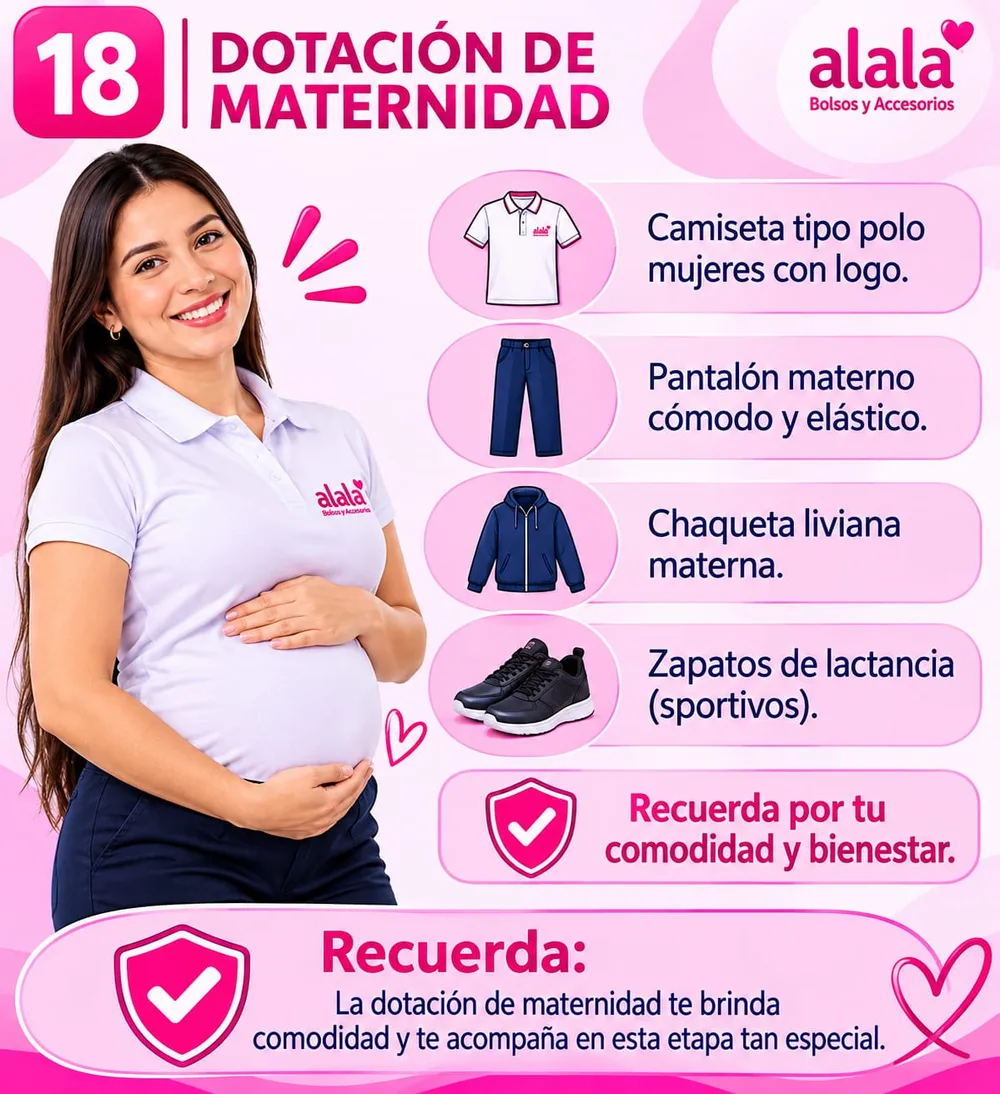 18
DOTACIÓN DE
MATERNIDAD
alala
Bolsos y Accesorios
alala
Camiseta tipo polo
mujeres con logo.
alala
Bolsos y Accesorios
Pantalón materno
cómodo y elástico.
Chaqueta liviana
materna.
Zapatos de lactancia
(sportivos).
Recuerda por tu
comodidad y bienestar.
Recuerda:
La dotación de maternidad te brinda
comodidad y te acompaña en esta etapa tan especial.